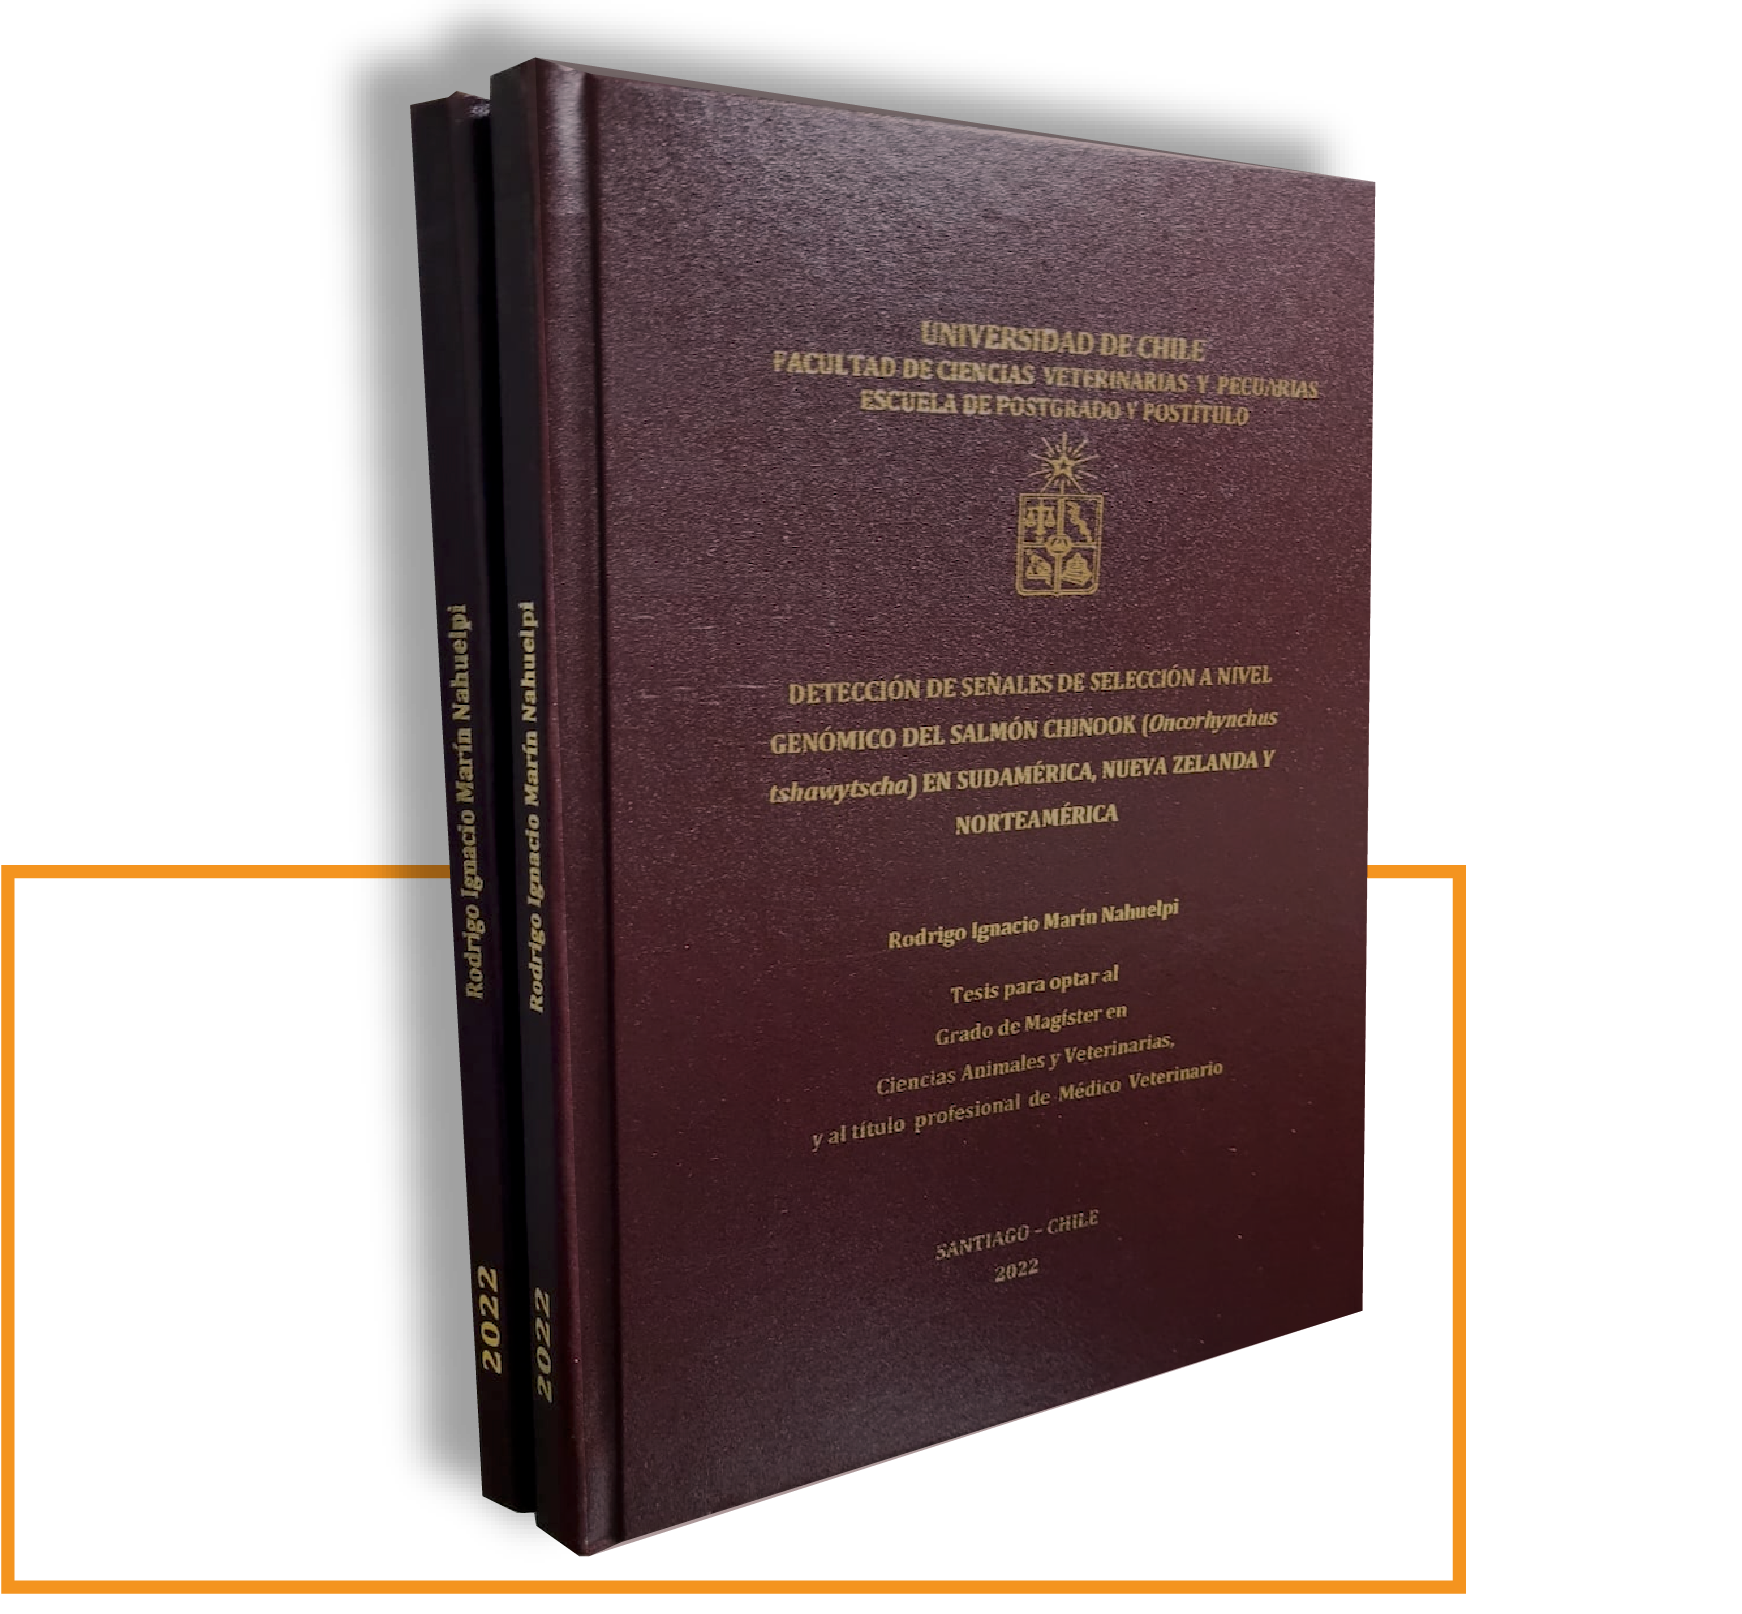 UNIVERSIDAD DE CHILE
FACULTAD DE CIENCIAS VETERINARIAS Y PECUARIAS
ESCUELA DE POSTGRADO Y POSTÍTULO
DETECCIÓN DE SEÑALES DE SELECCIÓN A NIVEL
GENÓMICO DEL SALMÓN CHINOOK (Oncorhynchus
tshawytscha) EN SUDAMÉRICA, NUEVA ZELANDA Y
NORTEAMÉRICA
Rodrigo Ignacio Marín Nahuelpi
Tesis para optar al
Grado de Magíster en
Ciencias Animales y Veterinarias,
y al título profesional de Médico Veterinario
SANTIAGO - CHILE
2022
Rodrigo Ignacio Marín Nahuelpi
2022
Rodrigo Ignacio Marín Nahuelpi
2022